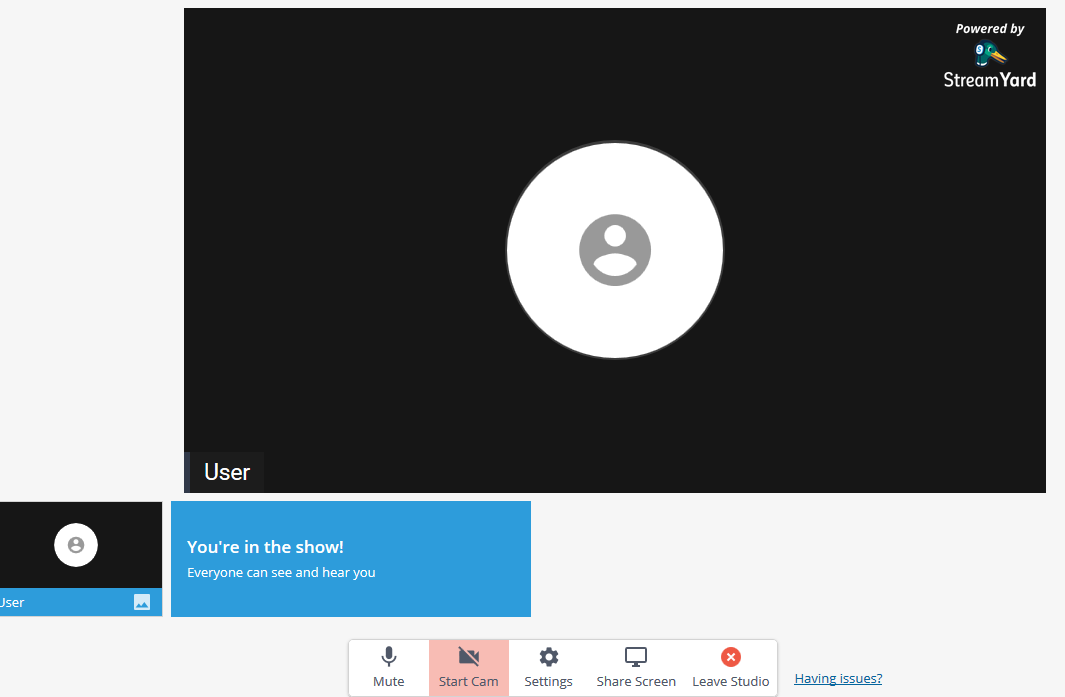 Powered by
StreamYard
User
You're in the show!
Everyone can see and hear you
User
Mute
Start Cam
Settings
Share Screen
Leave Studio
Having issues?